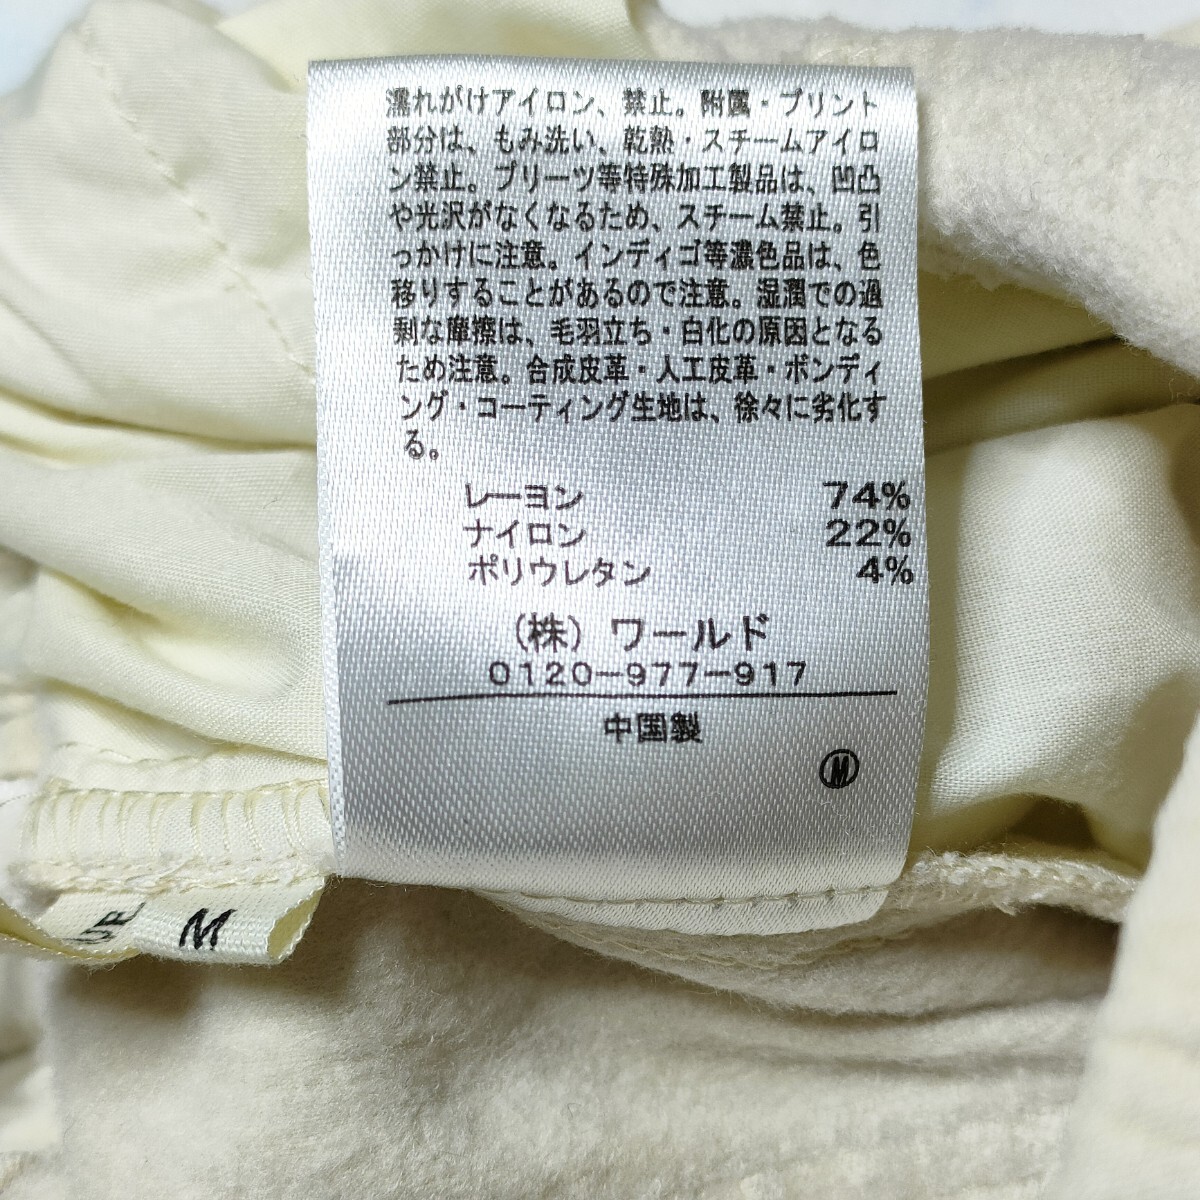 濡れがけアイロン、禁止。附属・プリント
部分は、もみ洗い、乾熱・スチームアイロ
ン禁止。プリーツ等特殊加工製品は、凹凸
や光沢がなくなるため、スチーム禁止。引
っかけに注意。インディゴ等濃色品は、色
移りすることがあるので注意。湿潤での過
剰な摩擦は、毛羽立ち・白化の原因となる
ため注意。合成皮革・人工皮革・ボンディ
ング・コーティング生地は、徐々に劣化す
る。
レーヨン 74%
ナイロン 22%
ポリウレタン 4%
(株) ワールド
0120-977-917
中国製
M
M